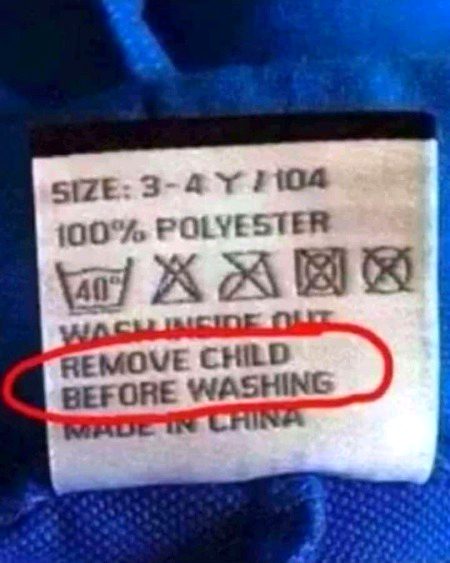 SIZE: 3-4 Y / 104
100% POLYESTER
40°
WASH INSIDE OUT
REMOVE CHILD
BEFORE WASHING
MADE IN CHINA